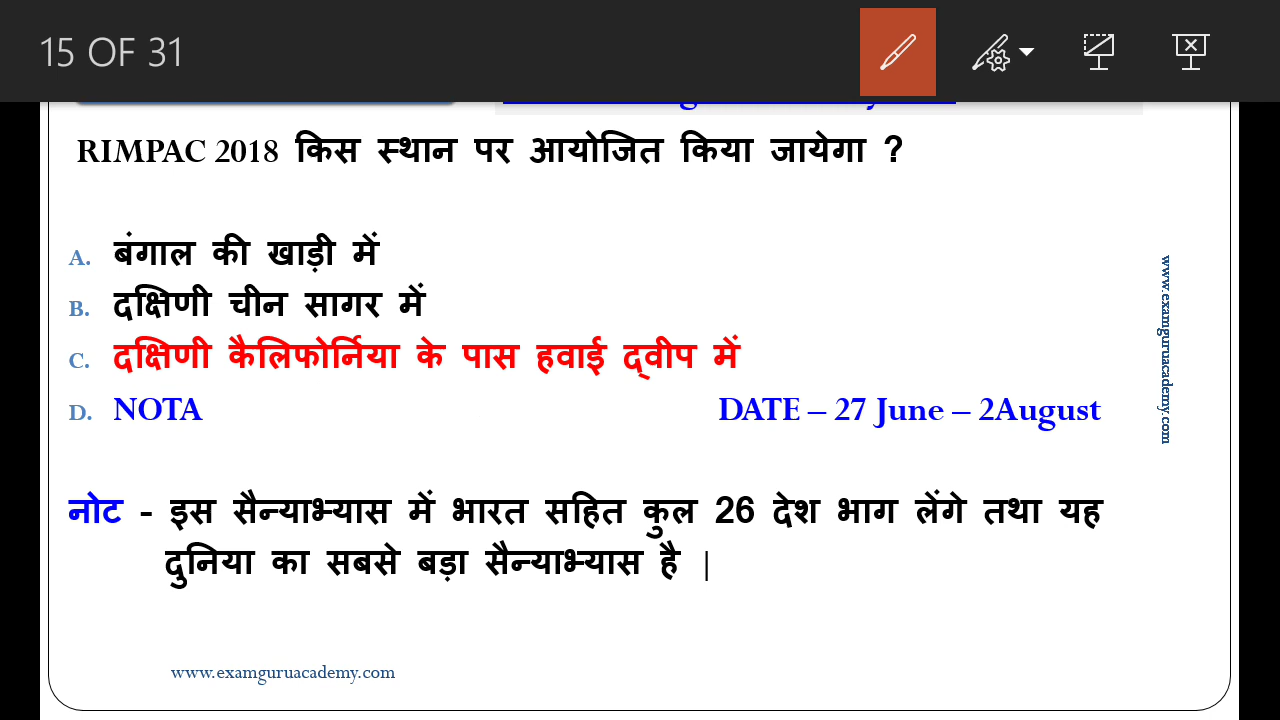 15 OF 31
RIMPAC 2018 किस स्थान पर आयोजित किया जायेगा ?
A. बंगाल की खाड़ी में
B. दक्षिणी चीन सागर में
C. दक्षिणी कैलिफोर्निया के पास हवाई द्वीप में
D. NOTA DATE – 27 June – 2August
नोट - इस सैन्याभ्यास में भारत सहित कुल 26 देश भाग लेंगे तथा यह
दुनिया का सबसे बड़ा सैन्याभ्यास है |
www.examguruacademy.com
www.examguruacademy.com